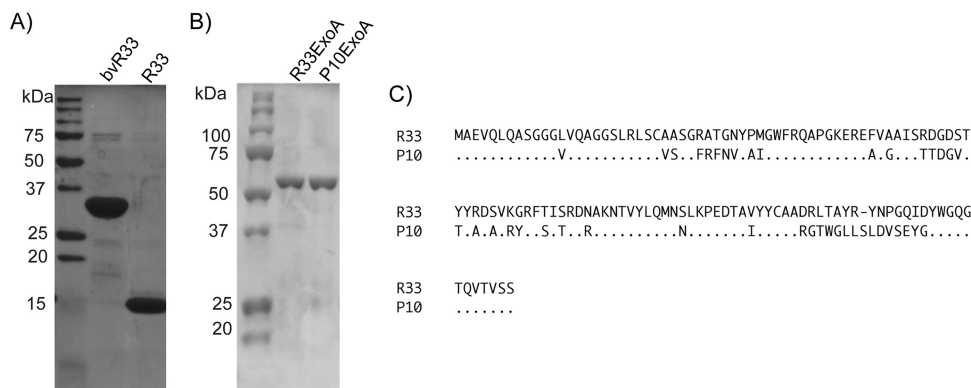 A)
bvR33
R33
kDa
75
50
37
25
20
15
B)
R33ExoA
P10ExoA
kDa
100
75
50
37
25
20
C)
R33 MAEVQLQASGGGLVQAGGSLRLSCAASGRATGNYPMGWFRQAPGKEREFVAAISRDGDST
P10 ............V...........VS..FRFNV.AI............A.G...TTDGV.
R33 YYRDSVKGRFTISRDNAKNTVYLQMNSLKPEDTAVYYCAADRLTAYR-YNPGQIDYWGQG
P10 T.A.A.RY..S.T..R.........N.......I.....RGTWGLLSLDVSEYG.....
R33 TQVTVSS
P10 .......